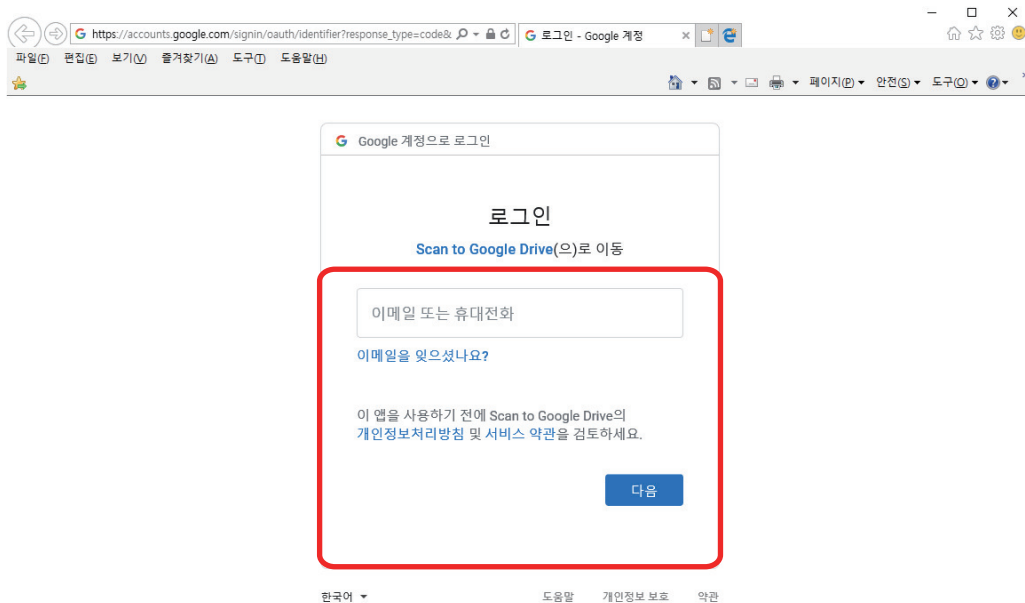 https://accounts.google.com/signin/oauth/identifier?response_type=code&
로그인 - Google 계정
파일(F) 편집(E) 보기(V) 즐겨찾기(A) 도구(T) 도움말(H)
페이지(P) 안전(S) 도구(O)
Google 계정으로 로그인
로그인
Scan to Google Drive(으)로 이동
이메일 또는 휴대전화
이메일을 잊으셨나요?
이 앱을 사용하기 전에 Scan to Google Drive의
개인정보처리방침 및 서비스 약관을 검토하세요.
다음
한국어 도움말 개인정보 보호 약관